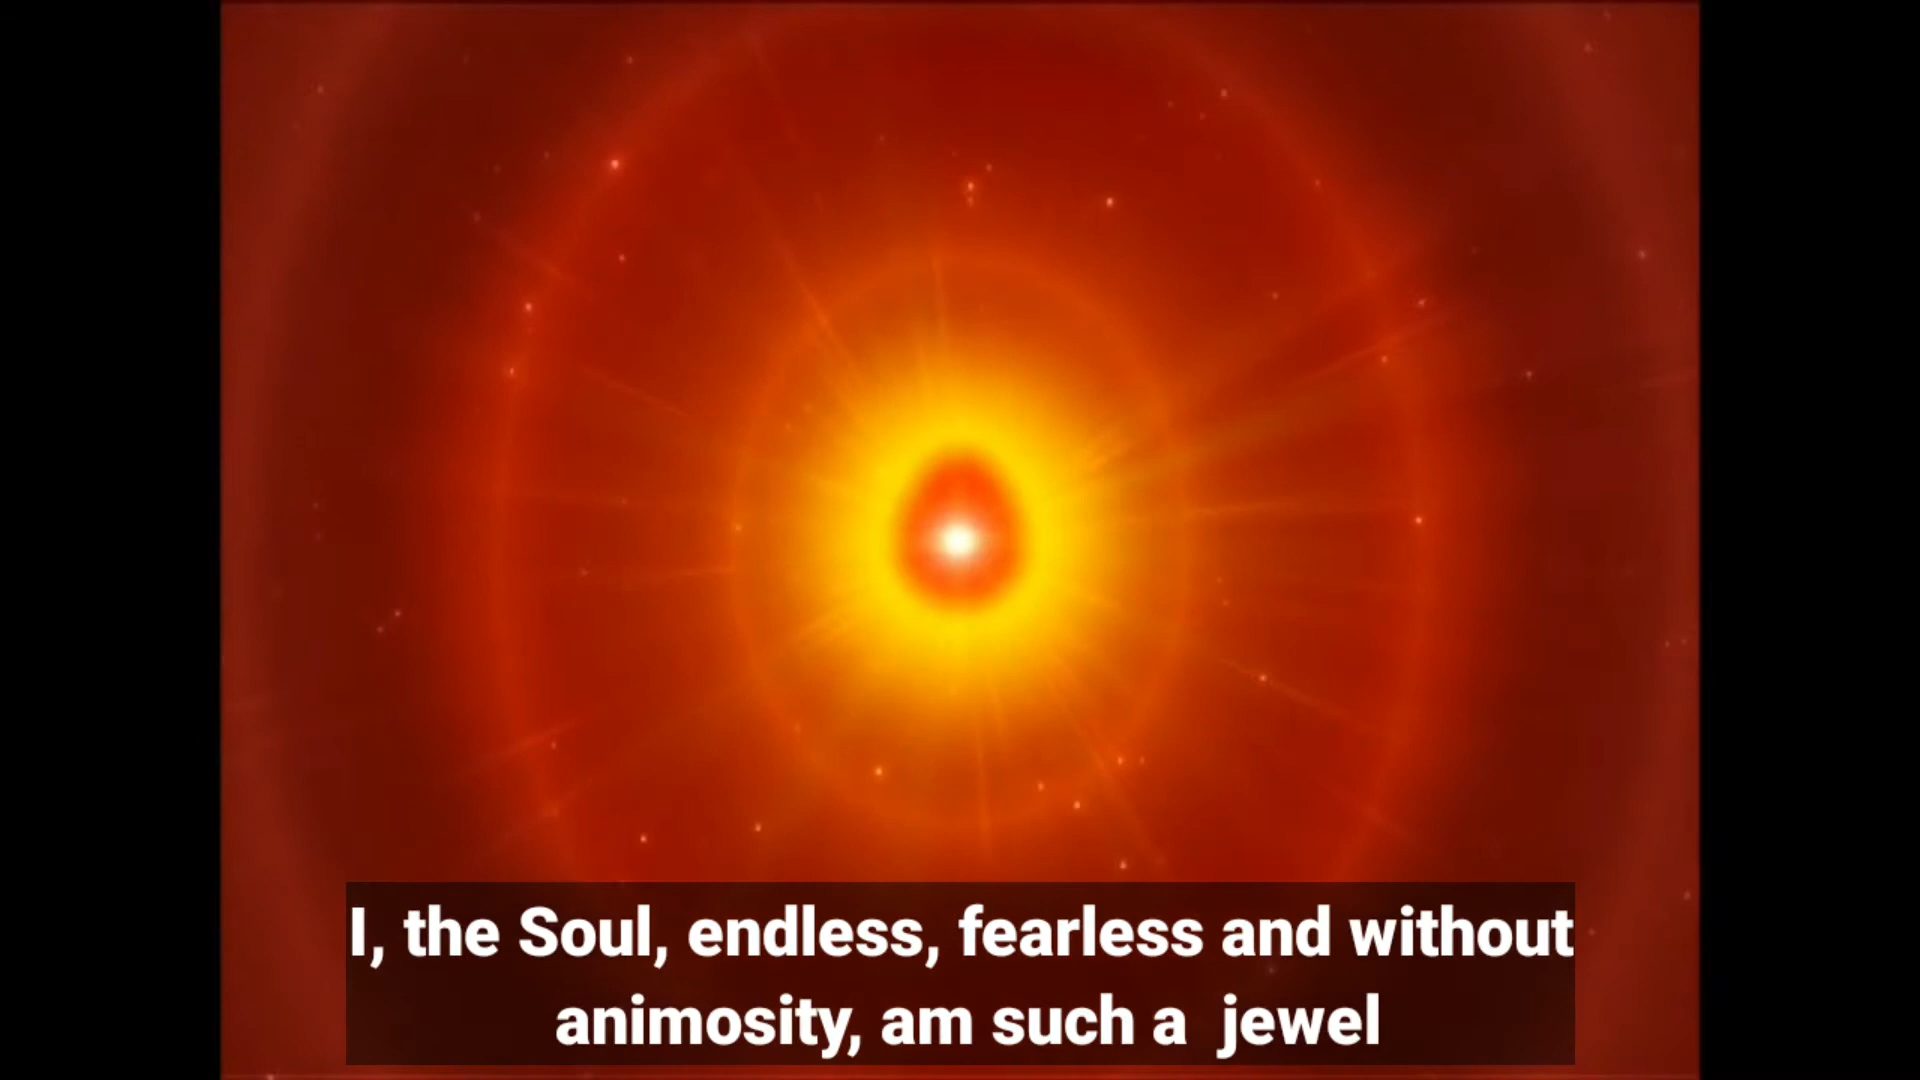 I, the Soul, endless, fearless and without
animosity, am such a  jewel